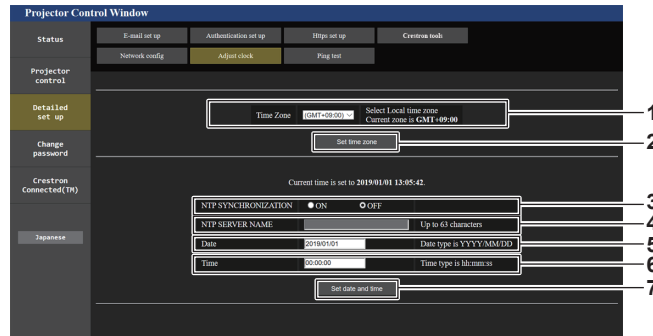 Projector Control Window
Status
E-mail set up
Authentication set up
Https set up
Crestron tools
Network config
Adjust clock
Ping test
Projector
control
Detailed
set up
Change
password
Crestron
Connected(TM)
Japanese
Time Zone
(GMT+09:00)
Select Local time zone
Current zone is GMT+09:00
1
Set time zone
2
Current time is set to 2019/01/01 13:05:42.
NTP SYNCHRONIZATION
ON
OFF
3
NTP SERVER NAME
Up to 63 characters
4
Date
2019/01/01
Date type is YYYY/MM/DD
5
Time
00:00:00
Time type is hh:mm:ss
6
Set date and time
7